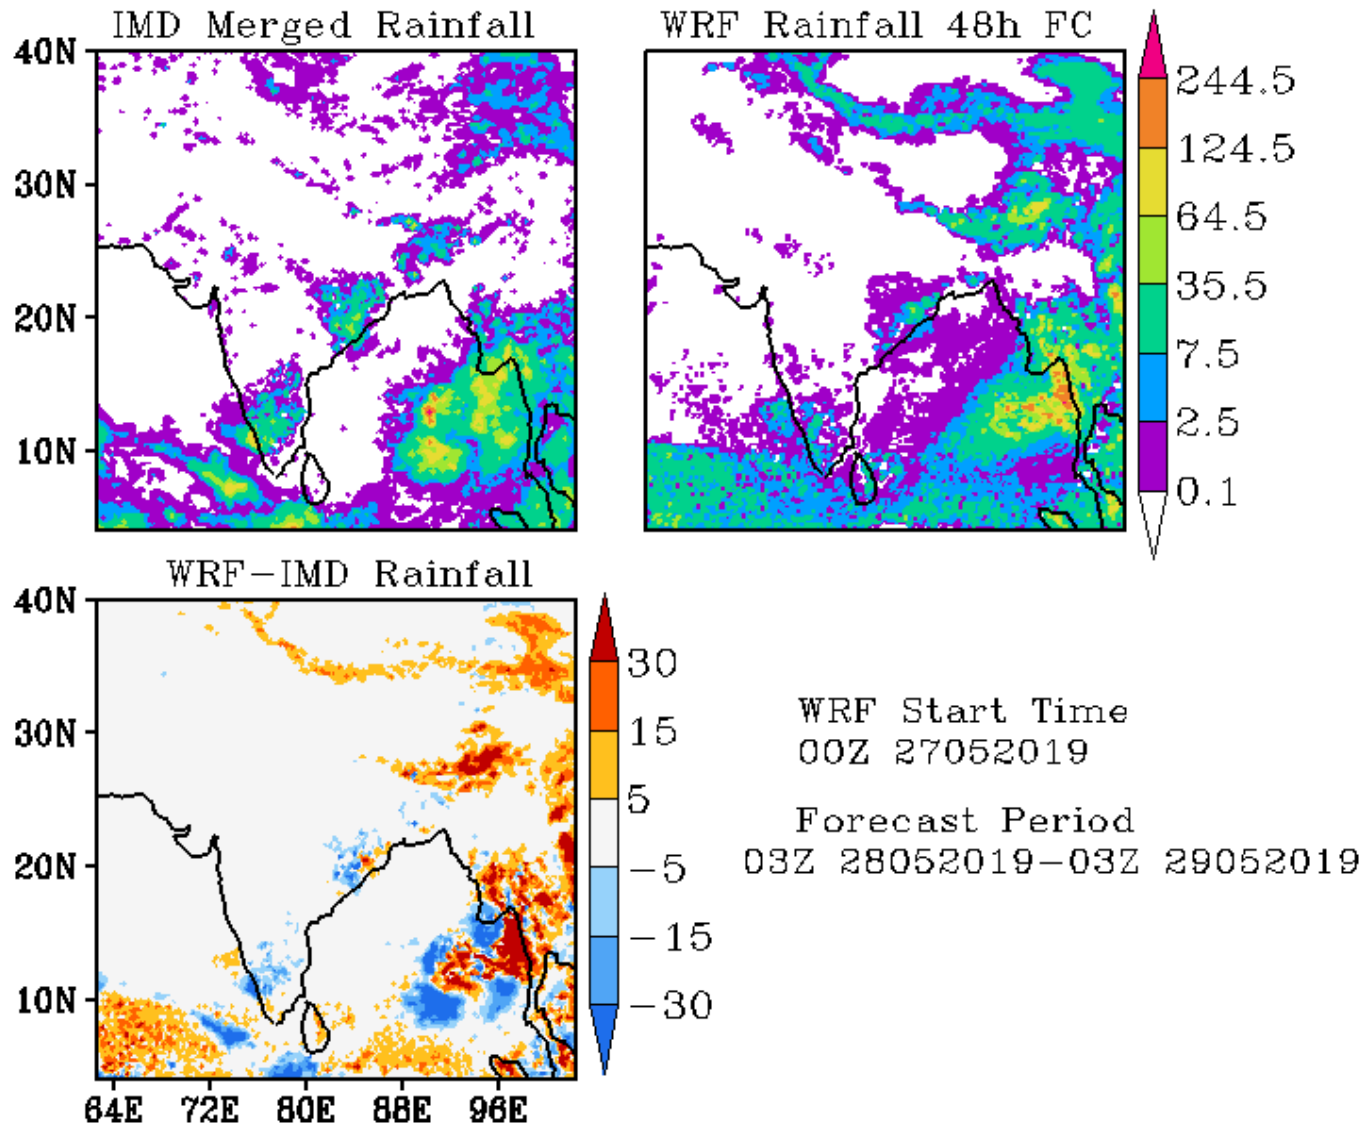 IMD Merged Rainfall
WRF Rainfall 48h FC
40N
30N
20N
10N
244.5
124.5
64.5
35.5
7.5
2.5
0.1
WRF-IMD Rainfall
40N
30N
20N
10N
64E 72E 80E 88E 96E
30
15
5
-5
-15
-30
WRF Start Time
00Z 27052019
Forecast Period
03Z 28052019-03Z 29052019